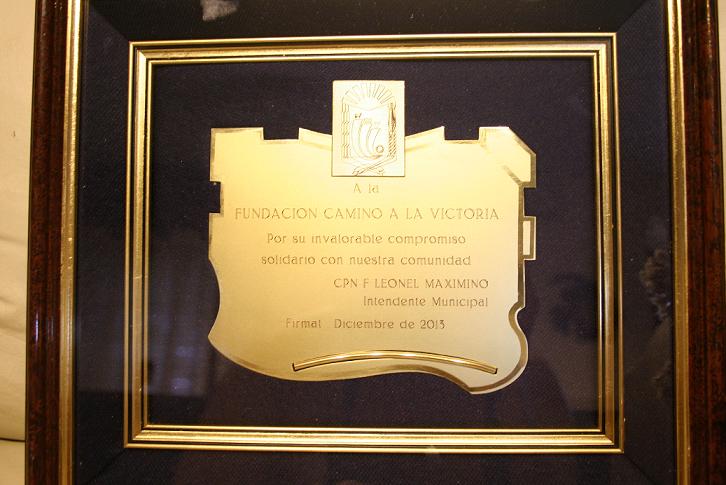 A la
FUNDACION CAMINO A LA VICTORIA
Por su invalorable compromiso
solidario con nuestra comunidad
CPN F LEONEL MAXIMINO
Intendente Municipal
Firmat Diciembre de 2013